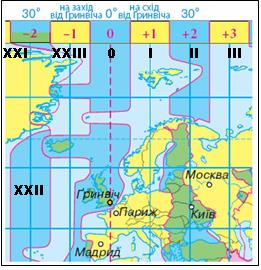 на захід на схід
30° від Гринвіча 0° від Гринвіча 30°
−2 −1 0 +1 +2 +3
XXI XXIII 0 I II III
XXII
Москва
Ґринвіч
Париж Київ
Мадрид